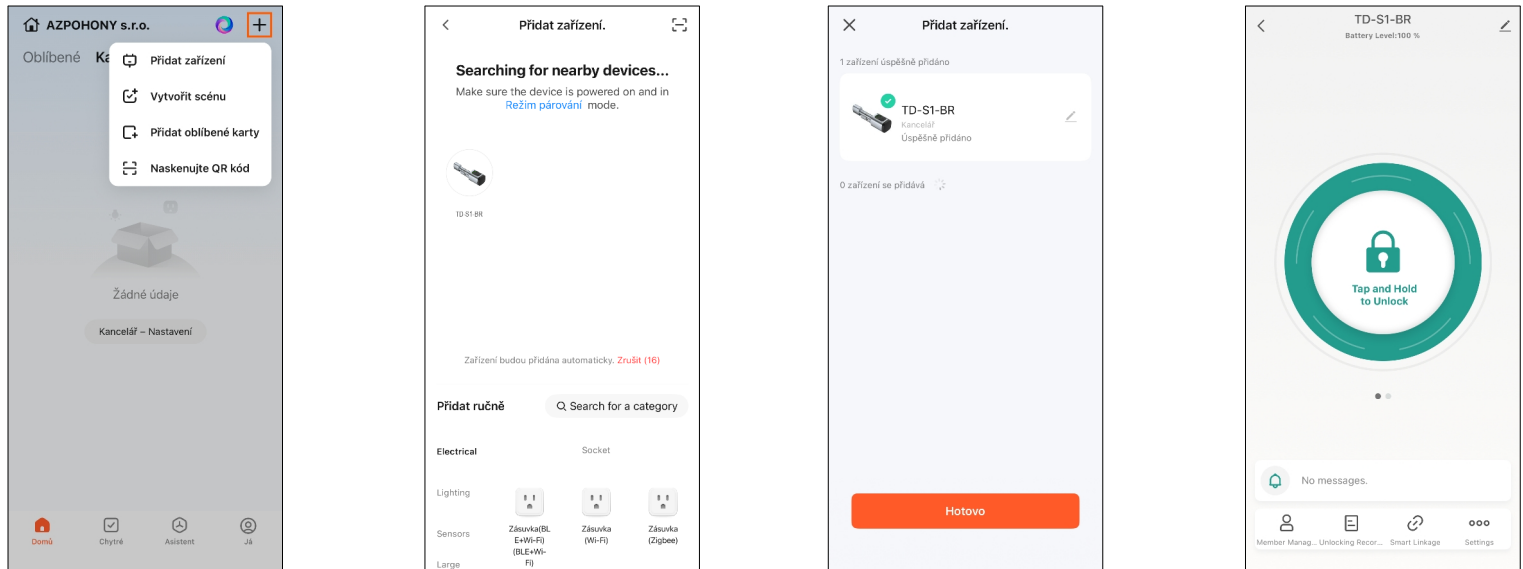 AZPOHONY s.r.o.
Oblíbené
Ka
Přidat zařízení
Vytvořit scénu
Přidat oblíbené karty
Naskenujte QR kód
Žádné údaje
Kancelář – Nastavení
Domů
Chytré
Asistent
Já
Přidat zařízení.
Searching for nearby devices...
Make sure the device is powered on and in
Režim párování mode.
TD-S1-BR
Zařízení budou přidána automaticky. Zrušit (16)
Přidat ručně
Search for a category
Electrical
Socket
Lighting
Sensors
Large
Zásuvka(BL
E+Wi-Fi)
(BLE+Wi-
Fi)
Zásuvka
(Wi-Fi)
Zásuvka
(Zigbee)
Přidat zařízení.
1 zařízení úspěšně přidáno
TD-S1-BR
Kancelář
Úspěšně přidáno
0 zařízení se přidává
Hotovo
TD-S1-BR
Battery Level:100 %
Tap and Hold
to Unlock
No messages.
Member Manag...
Unlocking Recor...
Smart Linkage
Settings